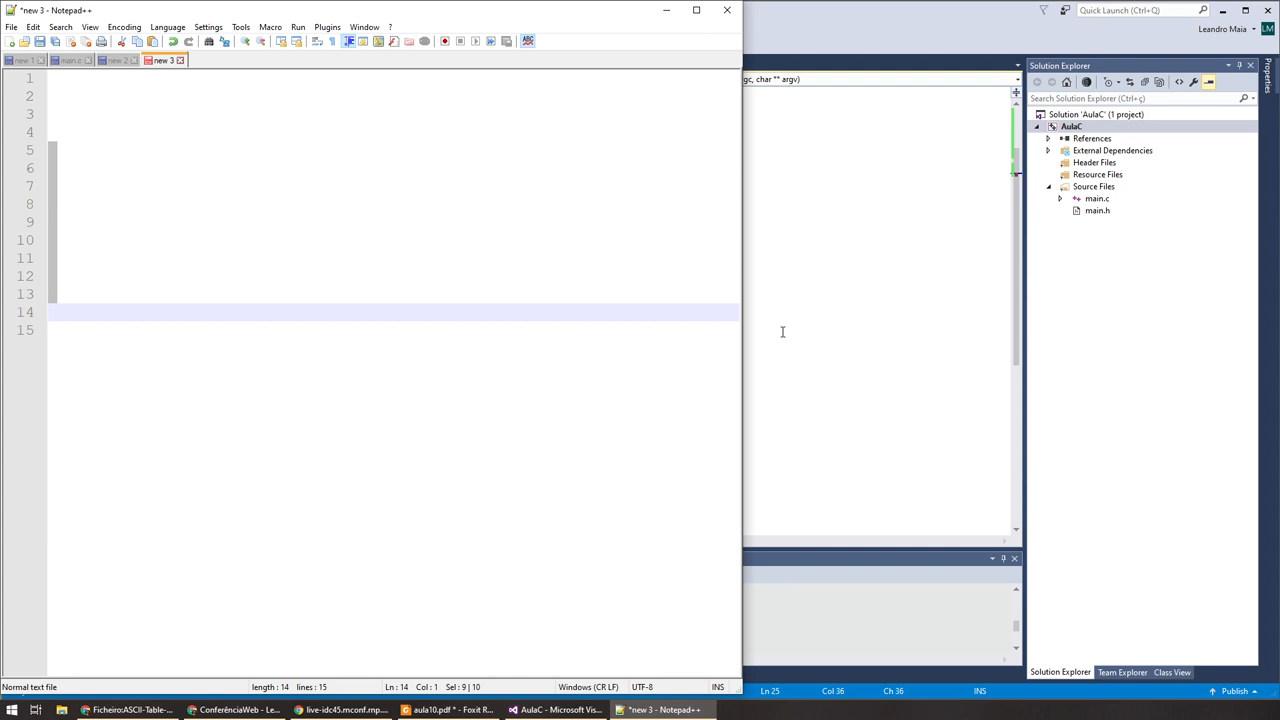 *new 3 - Notepad++
File Edit Search View Encoding Language Settings Tools Macro Run Plugins Window ?
new 1 main.c new 2 new 3
1
2
3
4
5
6
7
8
9
10
11
12
13
14
15
Normal text file length : 14 lines : 15 Ln : 14 Col : 1 Sel : 9 | 10 Windows (CR LF) UTF-8 INS
Quick Launch (Ctrl+Q)
Leandro Maia LM
gc, char ** argv)
Solution Explorer
Search Solution Explorer (Ctrl+ç)
Solution 'AulaC' (1 project)
AulaC
References
External Dependencies
Header Files
Resource Files
Source Files
main.c
main.h
Properties
Solution Explorer Team Explorer Class View
Ln 25 Col 36 Ch 36 INS Publish
Ficheiro:ASCII-Table-... ConferênciaWeb - Le... live-idc45.mconf.rnp.... aula10.pdf * - Foxit R... AulaC - Microsoft Vis... *new 3 - Notepad++